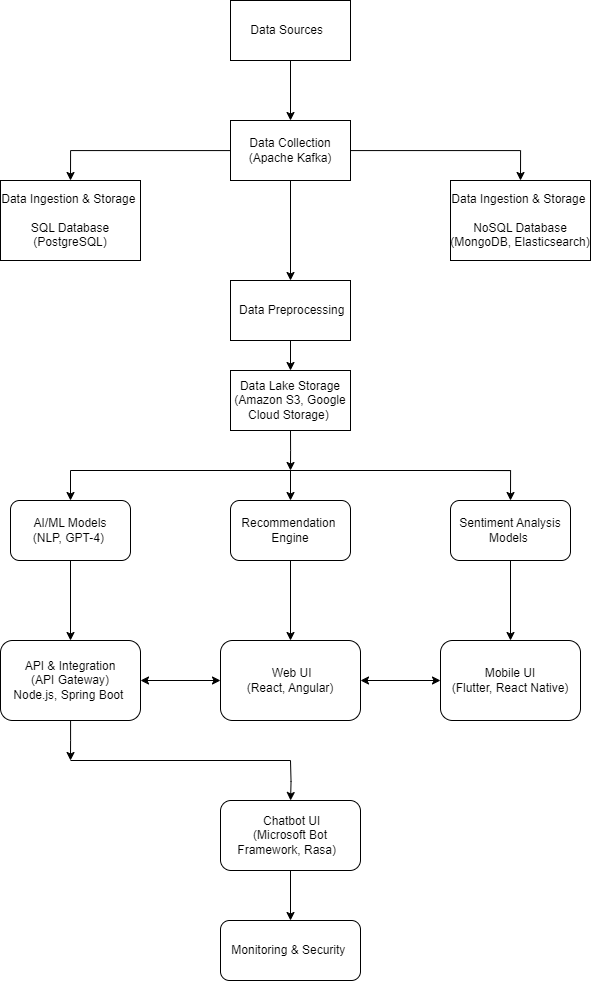 Data Sources
Data Collection
(Apache Kafka)
Data Ingestion & Storage
SQL Database
(PostgreSQL)
Data Ingestion & Storage
NoSQL Database
(MongoDB, Elasticsearch)
Data Preprocessing
Data Lake Storage
(Amazon S3, Google
Cloud Storage)
AI/ML Models
(NLP, GPT-4)
Recommendation
Engine
Sentiment Analysis
Models
API & Integration
(API Gateway)
Node.js, Spring Boot
Web UI
(React, Angular)
Mobile UI
(Flutter, React Native)
Chatbot UI
(Microsoft Bot
Framework, Rasa)
Monitoring & Security